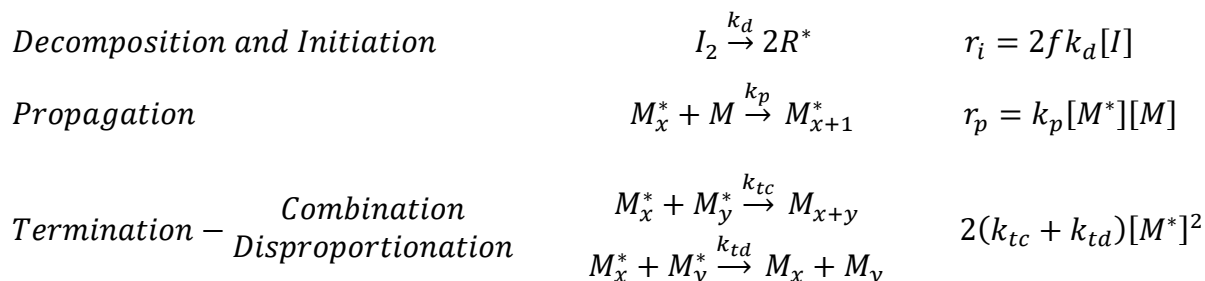 Decomposition and Initiation I₂ →(k_d) 2R* r_i = 2fk_d[I]
Propagation M*_x + M →(k_p) M*_{x+1} r_p = k_p[M*][M]
Termination − Combination / Disproportionation
M*_x + M*_y →(k_tc) M_{x+y}
M*_x + M*_y →(k_td) M_x + M_y
2(k_tc + k_td)[M*]²